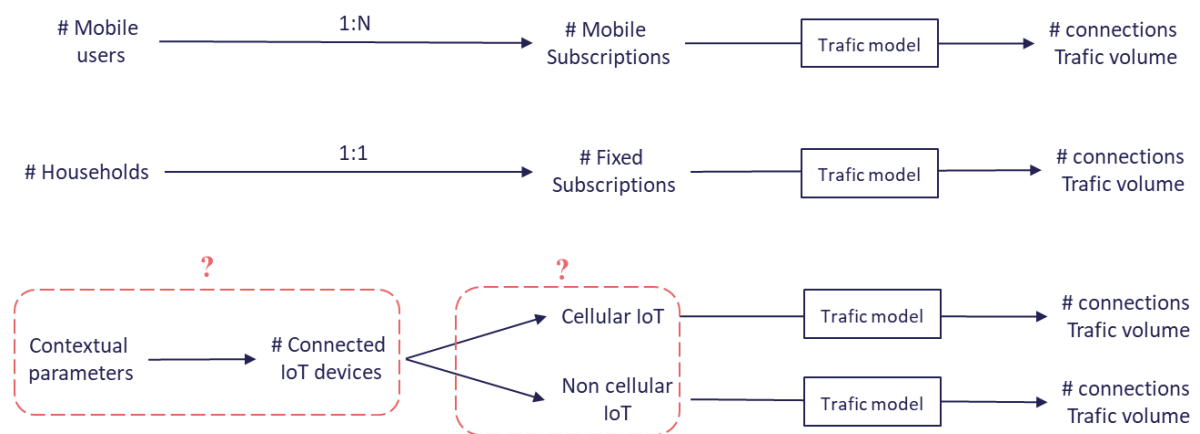 # Mobile
users
1:N
# Mobile
Subscriptions
Trafic model
# connections
Trafic volume
# Households
1:1
# Fixed
Subscriptions
Trafic model
# connections
Trafic volume
?
?
Contextual
parameters
# Connected
IoT devices
Cellular IoT
Trafic model
# connections
Trafic volume
Non cellular
IoT
Trafic model
# connections
Trafic volume